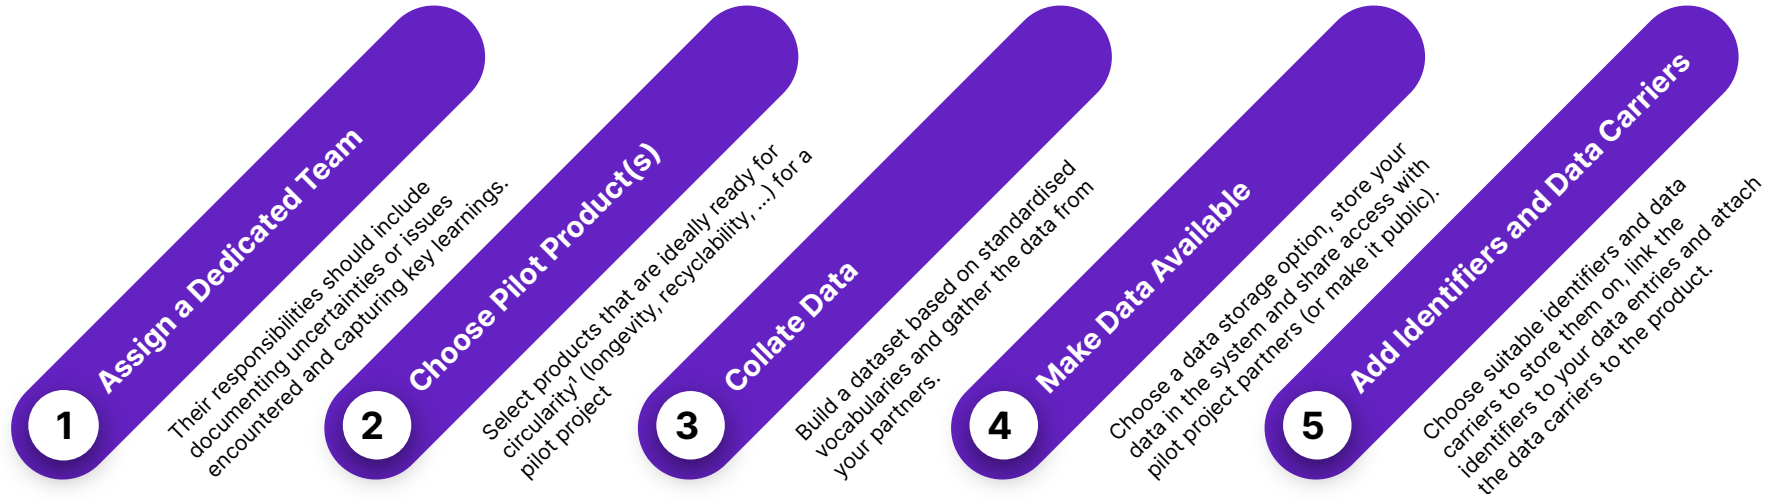 1
Assign a Dedicated Team
Their responsibilities should include
documenting uncertainties or issues
encountered and capturing key learnings.
2
Choose Pilot Product(s)
Select products that are ideally ready for
circularity¹ (longevity, recyclability, ...) for a
pilot project
3
Collate Data
Build a dataset based on standardised
vocabularies and gather the data from
your partners.
4
Make Data Available
Choose a data storage option, store your
data in the system and share access with
pilot project partners (or make it public).
5
Add Identifiers and Data Carriers
Choose suitable identifiers and data
carriers to store them on, link the
identifiers to your data entries and attach
the data carriers to the product.